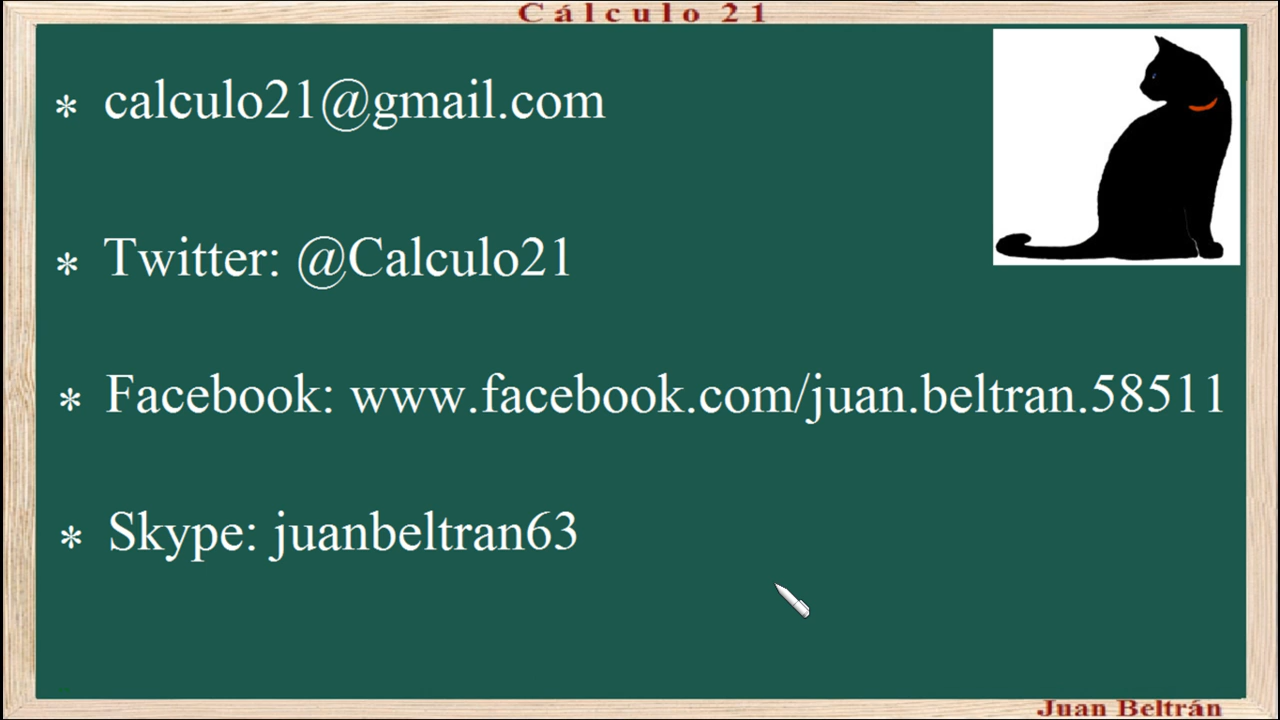 Cálculo 21
* calculo21@gmail.com
* Twitter: @Calculo21
* Facebook: www.facebook.com/juan.beltran.58511
* Skype: juanbeltran63
Juan Beltrán